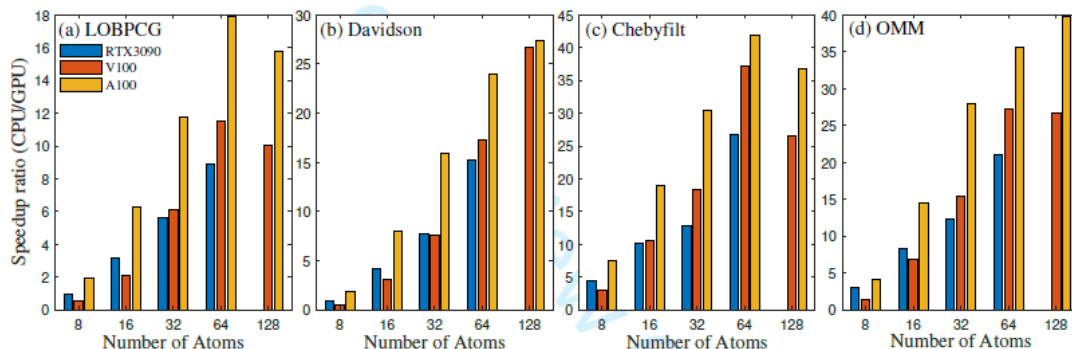 (a) LOBPCG
RTX3090
V100
A100
Speedup ratio (CPU/GPU)
18
16
14
12
10
8
6
4
2
0
8 16 32 64 128
Number of Atoms
(b) Davidson
30
25
20
15
10
5
0
8 16 32 64 128
Number of Atoms
(c) Chebyfilt
45
40
35
30
25
20
15
10
5
0
8 16 32 64 128
Number of Atoms
(d) OMM
40
35
30
25
20
15
10
5
0
8 16 32 64 128
Number of Atoms